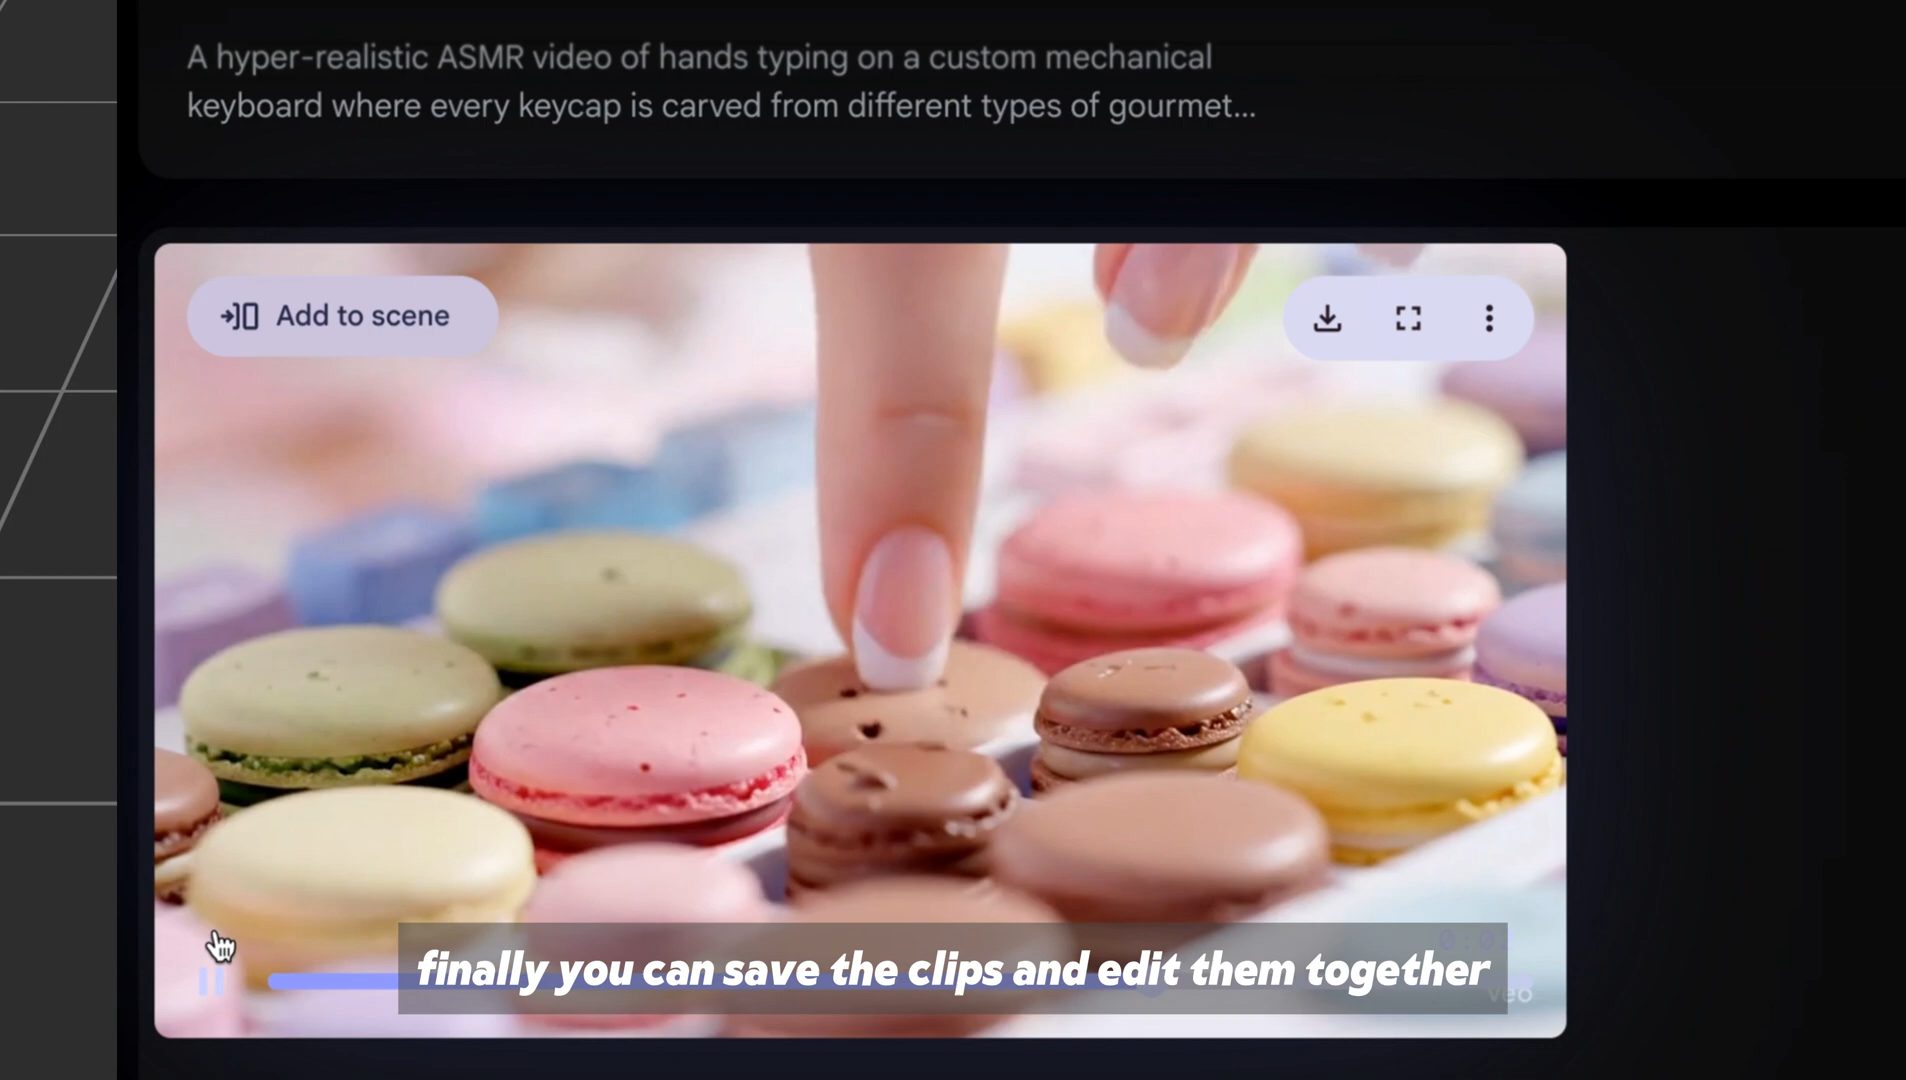 A hyper-realistic ASMR video of hands typing on a custom mechanical
keyboard where every keycap is carved from different types of gourmet...
Add to scene
finally you can save the clips and edit them together
veo